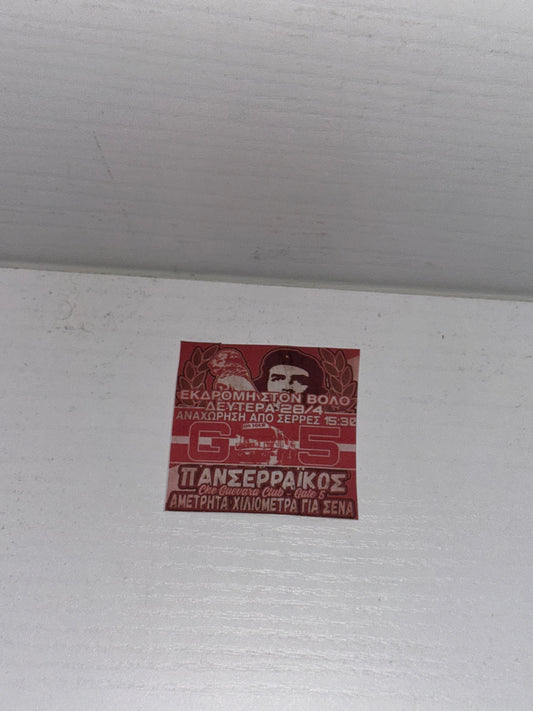 ΕΚΔΡΟΜΗ ΣΤΟΝ ΒΟΛΟ
ΔΕΥΤΕΡΑ 28/4
ΑΝΑΧΩΡΗΣΗ ΑΠΟ ΣΕΡΡΕΣ 15:30
G 5
ΠΑΝΣΕΡΡΑΪΚΟΣ
Che Guevara Club - Gate 5
ΑΜΕΤΡΗΤΑ ΧΙΛΙΟΜΕΤΡΑ ΓΙΑ ΣΕΝΑ